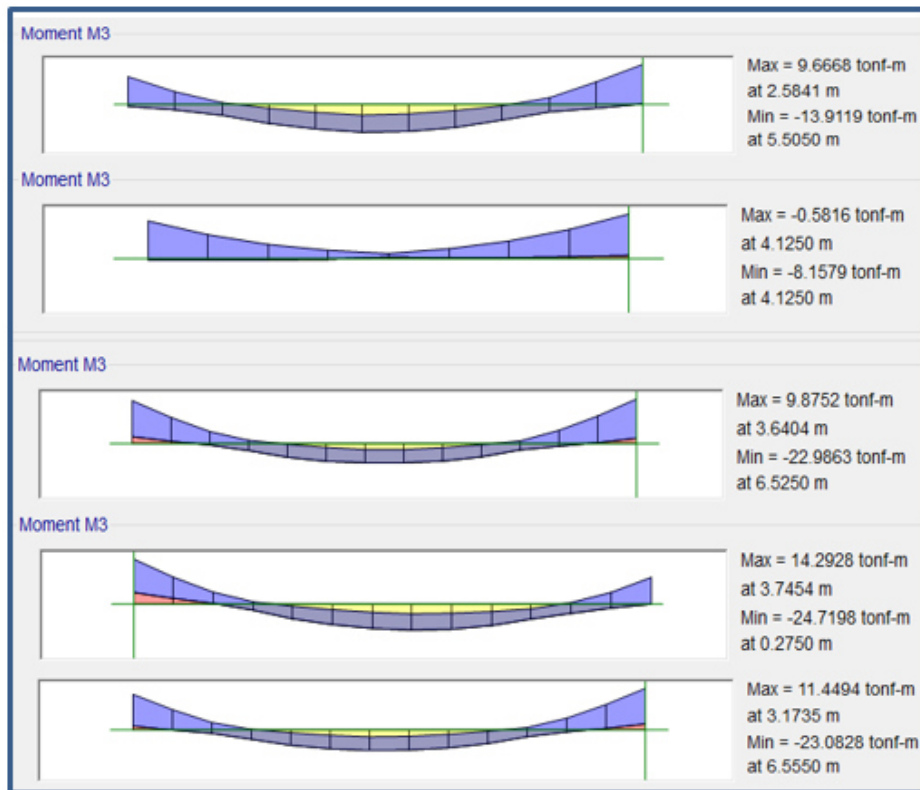 Moment M3
Max = 9.6668 tonf-m
at 2.5841 m
Min = -13.9119 tonf-m
at 5.5050 m
Moment M3
Max = -0.5816 tonf-m
at 4.1250 m
Min = -8.1579 tonf-m
at 4.1250 m
Moment M3
Max = 9.8752 tonf-m
at 3.6404 m
Min = -22.9863 tonf-m
at 6.5250 m
Moment M3
Max = 14.2928 tonf-m
at 3.7454 m
Min = -24.7198 tonf-m
at 0.2750 m
Max = 11.4494 tonf-m
at 3.1735 m
Min = -23.0828 tonf-m
at 6.5550 m